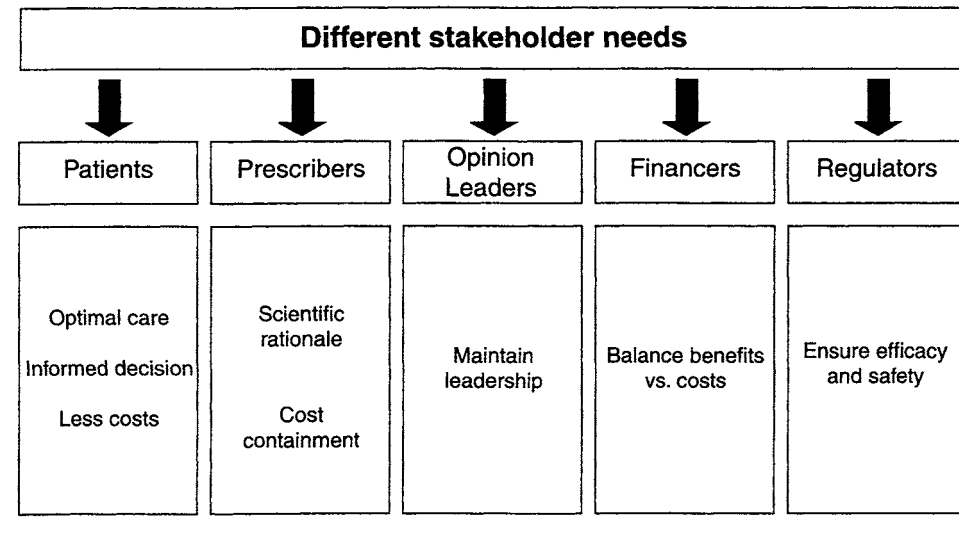 Different stakeholder needs
Patients
Prescribers
Opinion
Leaders
Financers
Regulators
Optimal care
Informed decision
Less costs
Scientific
rationale
Cost
containment
Maintain
leadership
Balance benefits
vs. costs
Ensure efficacy
and safety